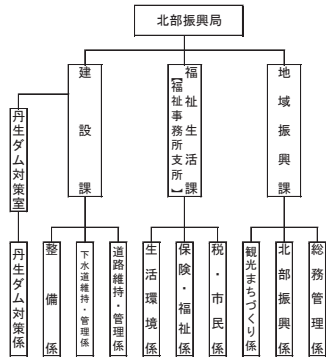 北部振興局
建設課
福祉生活課
【福祉事務所支所】
地域振興課
丹生ダム対策室
丹生ダム対策係
整備係
下水道維持・管理係
道路維持・管理係
生活環境係
保険・福祉係
税・市民係
観光まちづくり係
北部振興係
総務管理係